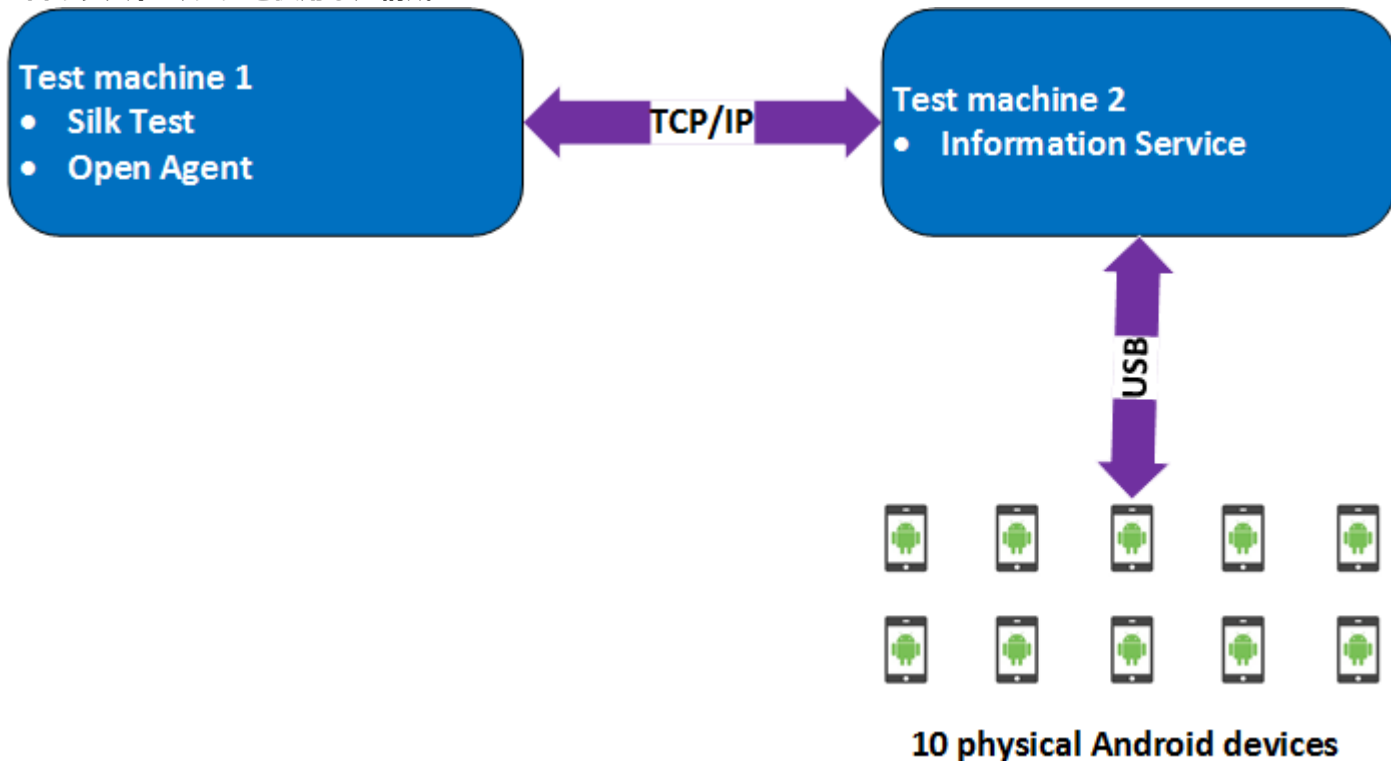 Test machine 1
• Silk Test
• Open Agent
TCP/IP
Test machine 2
• Information Service
USB
10 physical Android devices